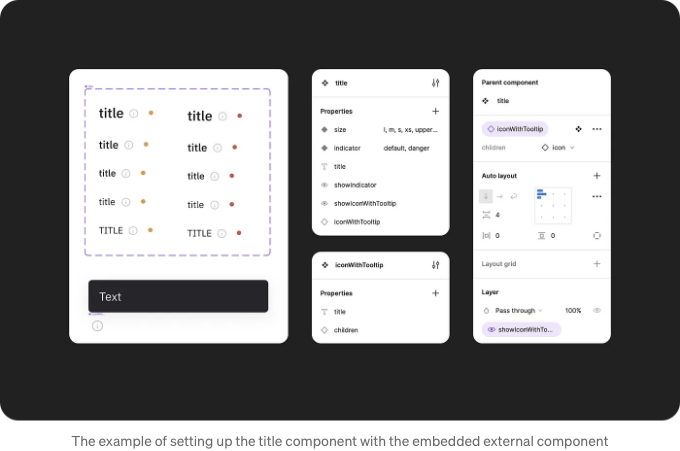 title title
title title
title title
title title
TITLE TITLE
Text
title
Properties
size l, m, s, xs, upper...
indicator default, danger
title
showIndicator
showIconWithTooltip
iconWithTooltip
iconWithTooltip
Properties
title
children
Parent component
title
iconWithTooltip
children icon
Auto layout
4
0 0
Layout grid
Layer
Pass through 100%
showIconWithTo...
The example of setting up the title component with the embedded external component